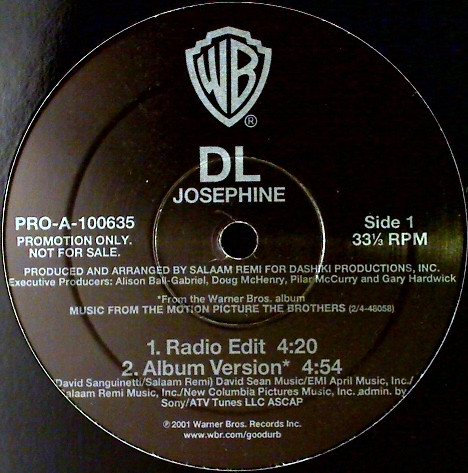 WB
®
DL
JOSEPHINE
PRO-A-100635
PROMOTION ONLY.
NOT FOR SALE.
Side 1
33⅓ RPM
PRODUCED AND ARRANGED BY SALAAM REMI FOR DASHIKI PRODUCTIONS, INC.
Executive Producers: Alison Ball-Gabriel, Doug McHenry, Pilar McCurry and Gary Hardwick
*From the Warner Bros. album
MUSIC FROM THE MOTION PICTURE THE BROTHERS (2/4-48058)
1. Radio Edit 4:20
2. Album Version* 4:54
(David Sanguinetti/Salaam Remi) David Sean Music/EMI April Music, Inc./
Salaam Remi Music, Inc./New Columbia Pictures Music, Inc. admin. by
Sony/ATV Tunes LLC ASCAP
℗ 2001 Warner Bros. Records Inc.
www.wbr.com/goodurb